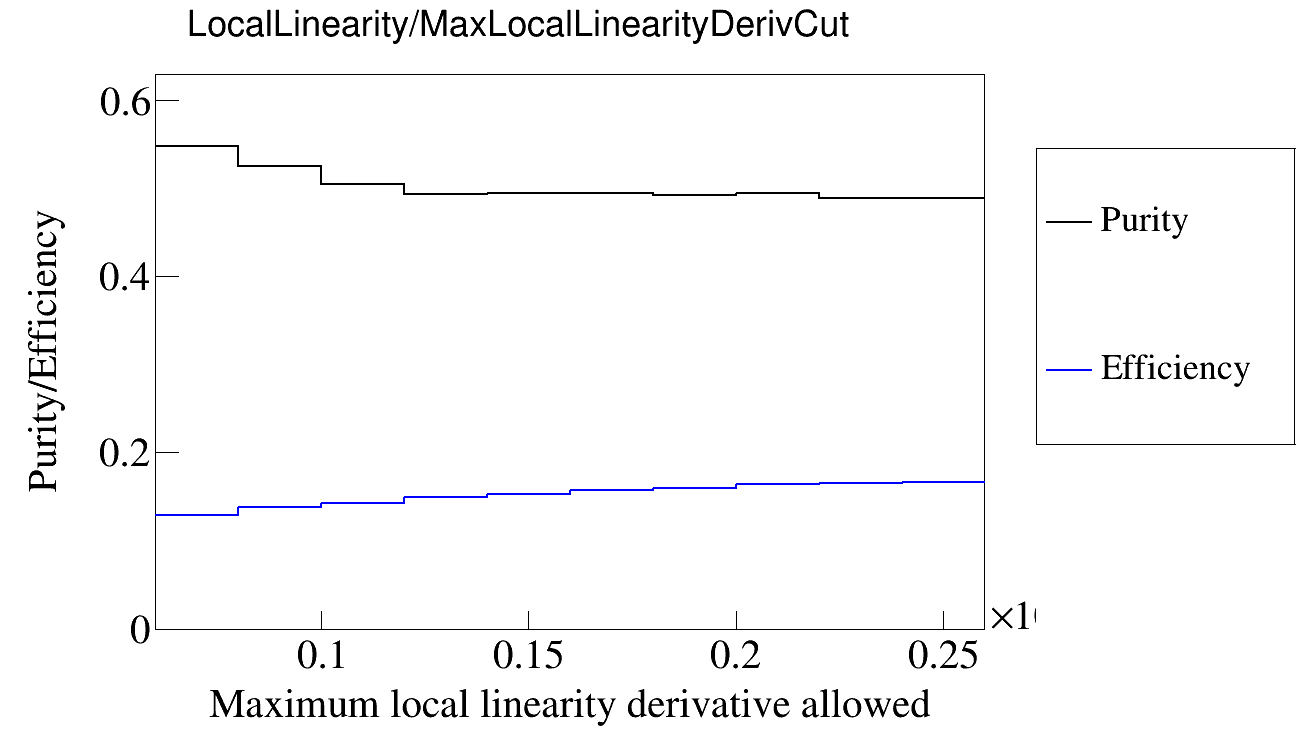 LocalLinearity/MaxLocalLinearityDerivCut
Purity/Efficiency
0.6
0.4
0.2
0
0.1 0.15 0.2 0.25
Maximum local linearity derivative allowed
Purity
Efficiency